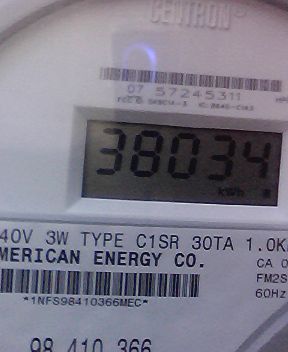 CENTRON
07 57245311
38034
kWh
40V 3W TYPE C1SR 30TA 1.0K
MERICAN ENERGY CO.
CA 0
FM2S
60Hz
*1NFS98410366MEC*
98 410 366